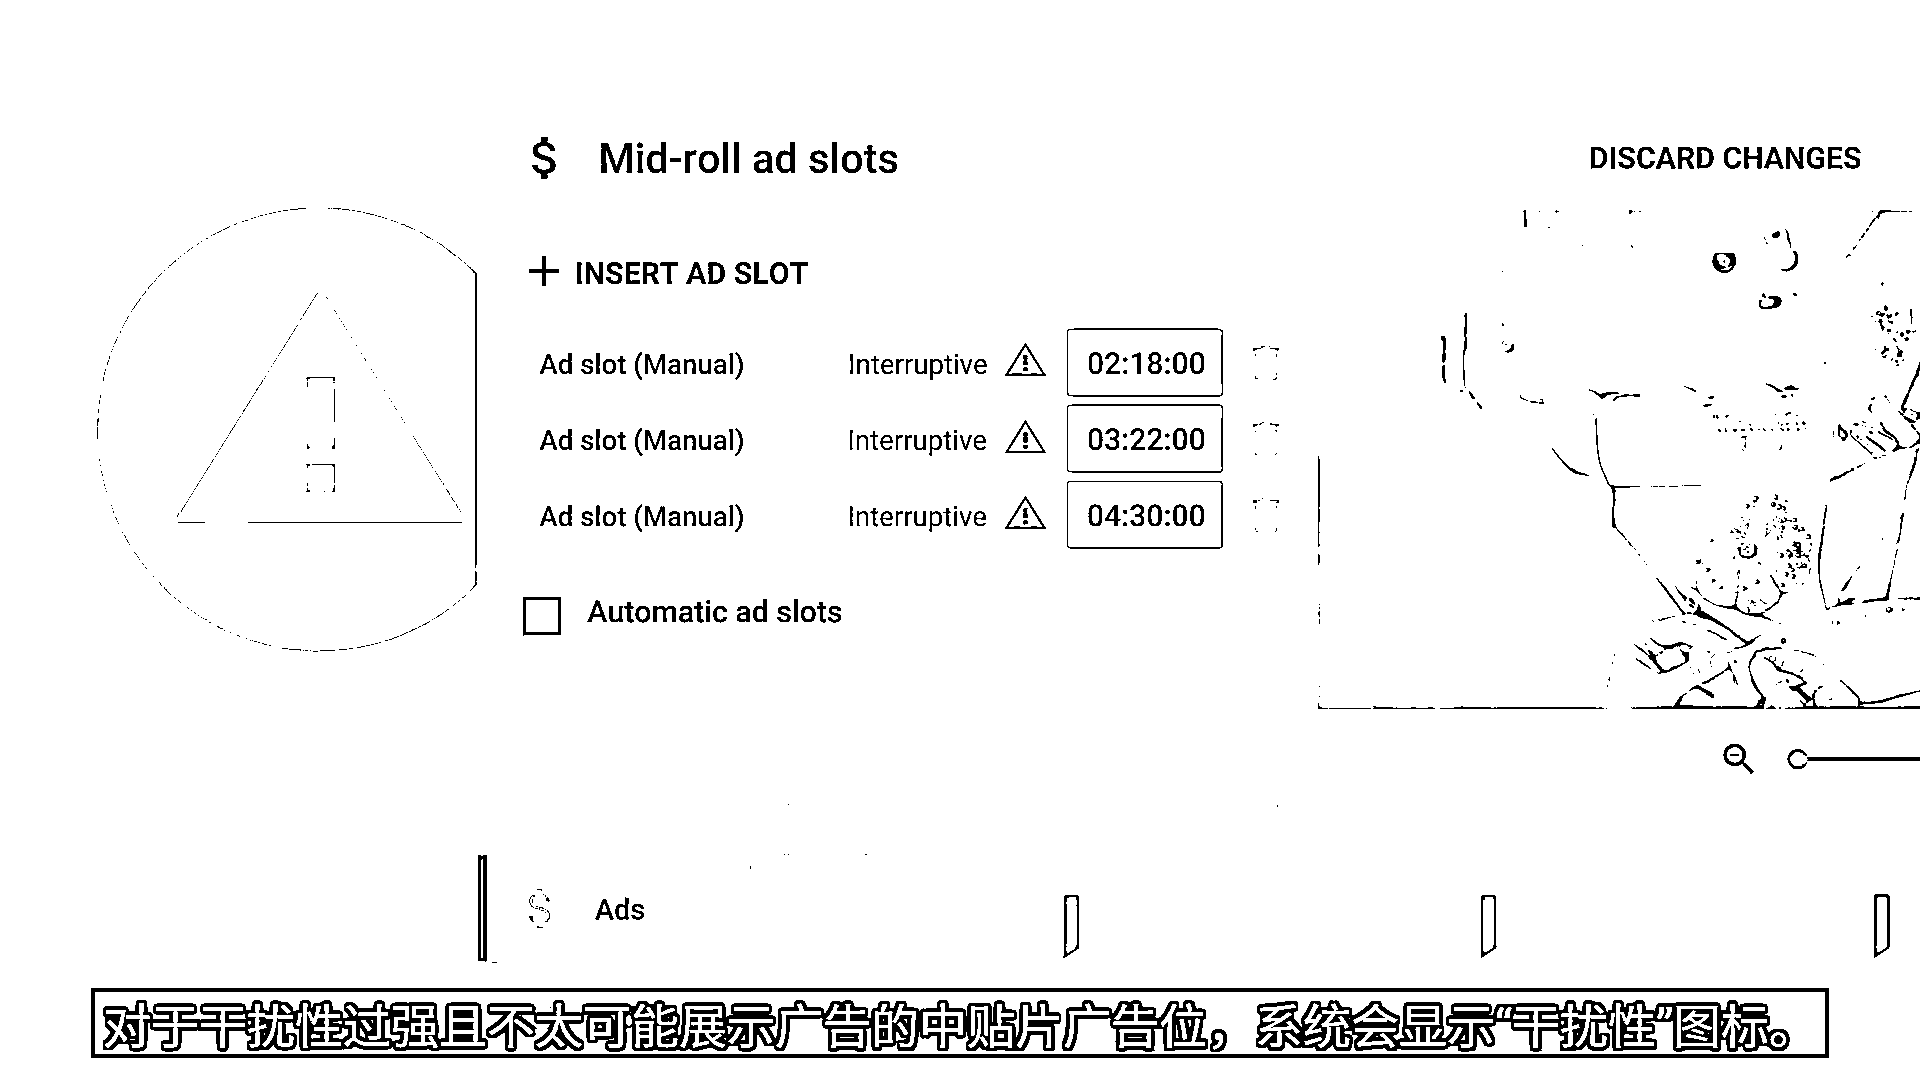 $ Mid-roll ad slots
DISCARD CHANGES
+ INSERT AD SLOT
Ad slot (Manual) Interruptive 02:18:00
Ad slot (Manual) Interruptive 03:22:00
Ad slot (Manual) Interruptive 04:30:00
Automatic ad slots
$ Ads
对于干扰性过强且不太可能展示广告的中贴片广告位，系统会显示“干扰性”图标。